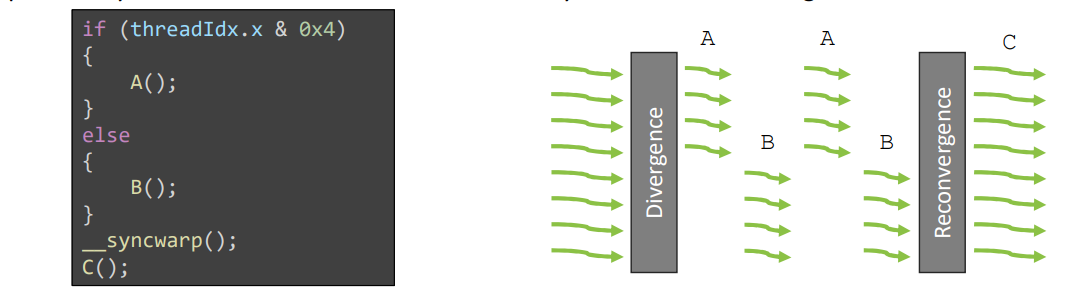 if (threadIdx.x & 0x4)
{
    A();
}
else
{
    B();
}
__syncwarp();
C();
A
A
C
B
B
Divergence
Reconvergence